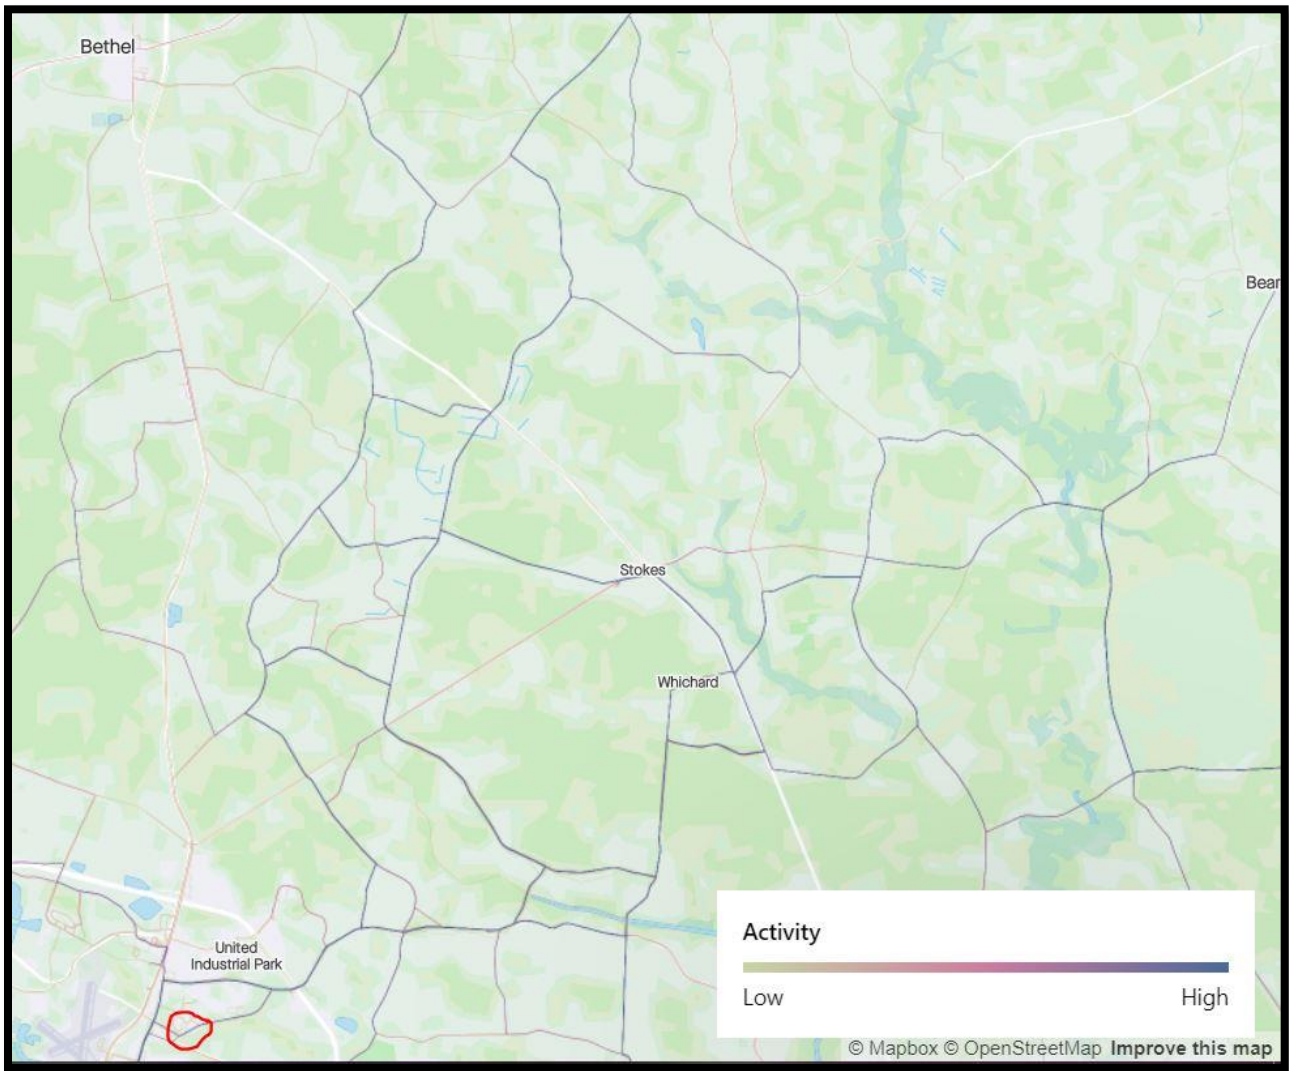 Bethel
Bear
Stokes
Whichard
United
Industrial Park
Activity
Low
High
© Mapbox © OpenStreetMap Improve this map